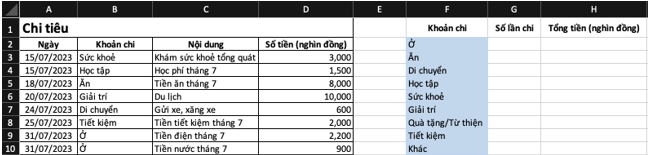 A B C D E F G H
1 Chi tiêu Khoản chi Số lần chi Tổng tiền (nghìn đồng)
2 Ngày Khoản chi Nội dung Số tiền (nghìn đồng) Ở
3 15/07/2023 Sức khoẻ Khám sức khoẻ tổng quát 3,000 Ăn
4 15/07/2023 Học tập Học phí tháng 7 1,500 Di chuyển
5 18/07/2023 Ăn Tiền ăn tháng 7 8,000 Học tập
6 20/07/2023 Giải trí Du lịch 10,000 Sức khoẻ
7 24/07/2023 Di chuyển Gửi xe, xăng xe 600 Giải trí
8 25/07/2023 Tiết kiệm Tiền tiết kiệm tháng 7 2,000 Quà tặng/Từ thiện
9 31/07/2023 Ở Tiền điện tháng 7 2,200 Tiết kiệm
10 31/07/2023 Ở Tiền nước tháng 7 900 Khác